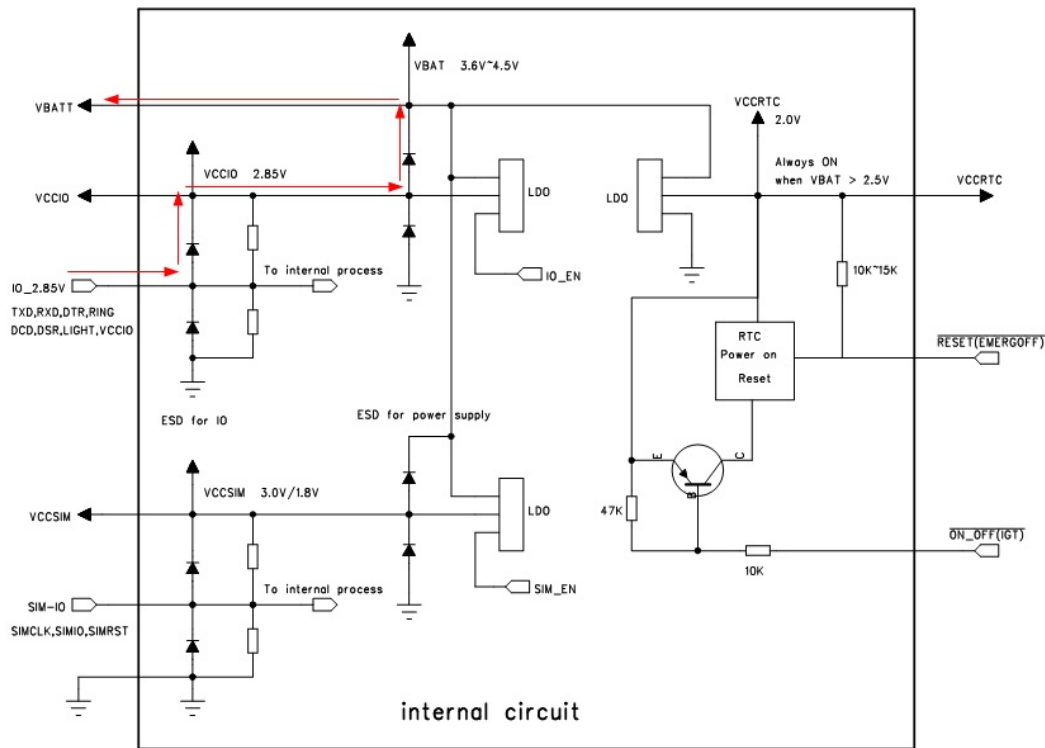 VBAT 3.6V~4.5V
VBATT
VCCRTC
2.0V
VCCIO 2.85V
Always ON
when VBAT > 2.5V
VCCIO
LDO
LDO
VCCRTC
To internal process
IO_EN
10K~15K
IO_2.85V
TXD,RXD,DTR,RING
DCD,DSR,LIGHT,VCCIO
RTC
Power on
Reset
RESET(EMERGOFF)
ESD for IO
ESD for power supply
E
C
B
VCCSIM 3.0V/1.8V
VCCSIM
LDO
47K
ON_OFF(IGT)
10K
To internal process
SIM_EN
SIM-IO
SIMCLK,SIMIO,SIMRST
internal circuit